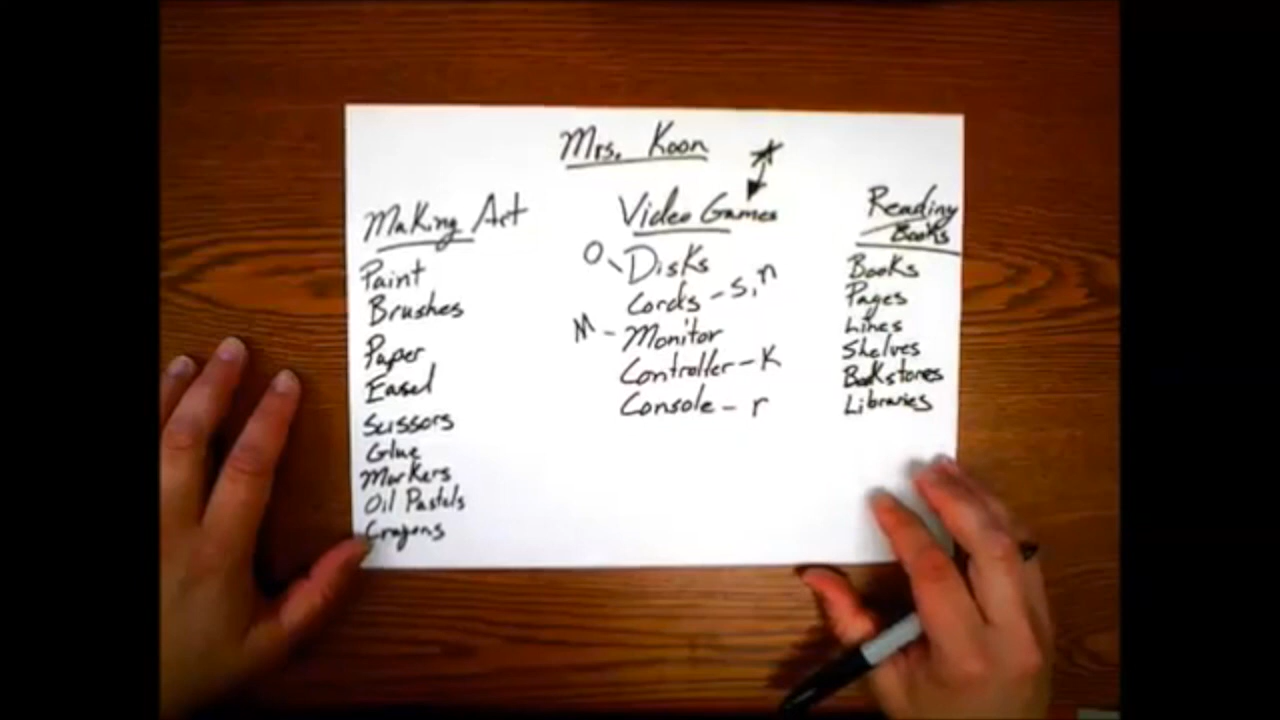 Mrs. Koon
Making Art
Paint
Brushes
Paper
Easel
Scissors
Glue
Markers
Oil Pastels
Crayons
Video Games
O - Disks
Cords - S, n
M - Monitor
Controller - K
Console - r
Reading
Books
Books
Pages
Lines
Shelves
Bookstores
Libraries